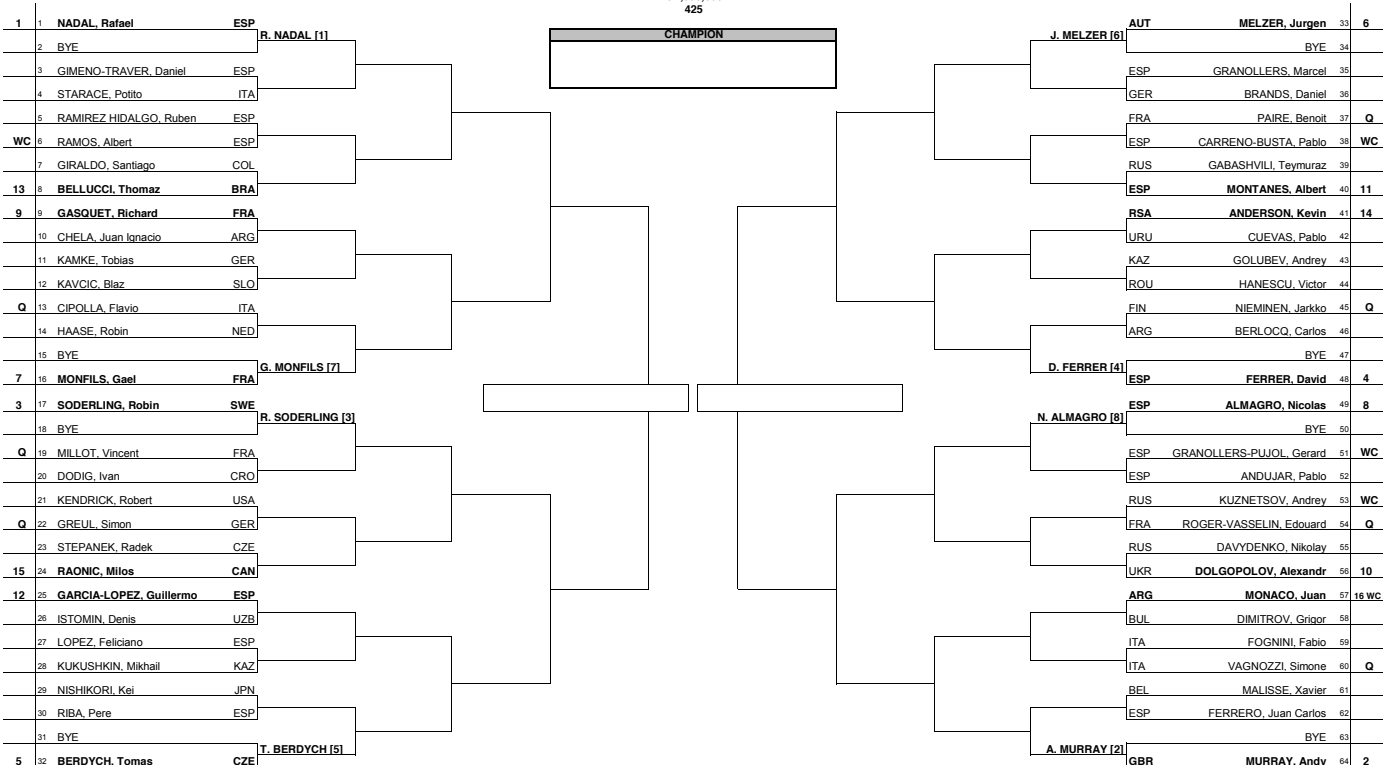 425
CHAMPION
1 1 NADAL, Rafael ESP
R. NADAL [1]
2 BYE
3 GIMENO-TRAVER, Daniel ESP
4 STARACE, Potito ITA
5 RAMIREZ HIDALGO, Ruben ESP
WC 6 RAMOS, Albert ESP
7 GIRALDO, Santiago COL
13 8 BELLUCCI, Thomaz BRA
9 9 GASQUET, Richard FRA
10 CHELA, Juan Ignacio ARG
11 KAMKE, Tobias GER
12 KAVCIC, Blaz SLO
Q 13 CIPOLLA, Flavio ITA
14 HAASE, Robin NED
15 BYE
G. MONFILS [7]
7 16 MONFILS, Gael FRA
3 17 SODERLING, Robin SWE
R. SODERLING [3]
18 BYE
Q 19 MILLOT, Vincent FRA
20 DODIG, Ivan CRO
21 KENDRICK, Robert USA
Q 22 GREUL, Simon GER
23 STEPANEK, Radek CZE
15 24 RAONIC, Milos CAN
12 25 GARCIA-LOPEZ, Guillermo ESP
26 ISTOMIN, Denis UZB
27 LOPEZ, Feliciano ESP
28 KUKUSHKIN, Mikhail KAZ
29 NISHIKORI, Kei JPN
30 RIBA, Pere ESP
31 BYE
T. BERDYCH [5]
5 32 BERDYCH, Tomas CZE
AUT MELZER, Jurgen 33 6
J. MELZER [6]
BYE 34
ESP GRANOLLERS, Marcel 35
GER BRANDS, Daniel 36
FRA PAIRE, Benoit 37 Q
ESP CARRENO-BUSTA, Pablo 38 WC
RUS GABASHVILI, Teymuraz 39
ESP MONTANES, Albert 40 11
RSA ANDERSON, Kevin 41 14
URU CUEVAS, Pablo 42
KAZ GOLUBEV, Andrey 43
ROU HANESCU, Victor 44
FIN NIEMINEN, Jarkko 45 Q
ARG BERLOCQ, Carlos 46
BYE 47
D. FERRER [4]
ESP FERRER, David 48 4
ESP ALMAGRO, Nicolas 49 8
N. ALMAGRO [8]
BYE 50
ESP GRANOLLERS-PUJOL, Gerard 51 WC
ESP ANDUJAR, Pablo 52
RUS KUZNETSOV, Andrey 53 WC
FRA ROGER-VASSELIN, Edouard 54 Q
RUS DAVYDENKO, Nikolay 55
UKR DOLGOPOLOV, Alexandr 56 10
ARG MONACO, Juan 57 16 WC
BUL DIMITROV, Grigor 58
ITA FOGNINI, Fabio 59
ITA VAGNOZZI, Simone 60 Q
BEL MALISSE, Xavier 61
ESP FERRERO, Juan Carlos 62
BYE 63
A. MURRAY [2]
GBR MURRAY, Andy 64 2